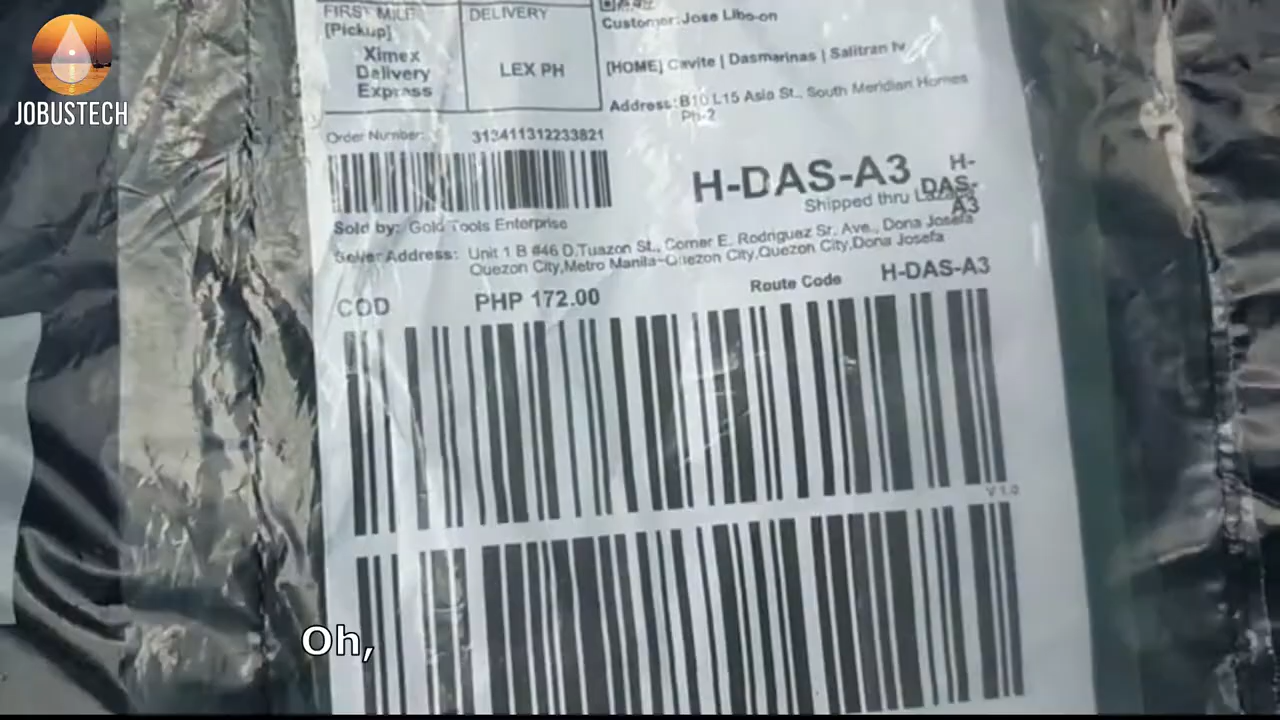 JOBUSTECH
FIRST MILE
[Pickup]
Ximex
Delivery
Express
DELIVERY
LEX PH
Customer: Jose Libo-on
[HOME] Cavite | Dasmarinas | Salitran Iv
Address: B10 L15 Asia St., South Meridian Homes
Ph-2
Order Number: 313411312233821
H-DAS-A3
H-
DAS-
A3
Shipped thru
Sold by: Gold Tools Enterprise
Seller Address: Unit 1 B #46 D.Tuazon St., Corner E. Rodriguez Sr. Ave., Dona Josefa
Quezon City,Metro Manila~Quezon City,Quezon City,Dona Josefa
COD PHP 172.00
Route Code H-DAS-A3
V 1.0
Oh,